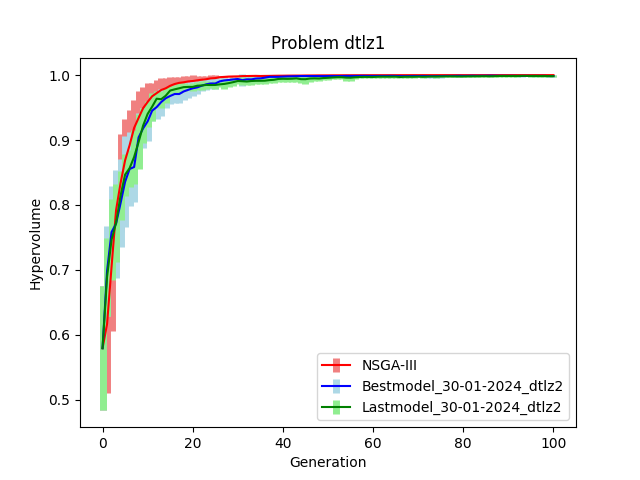 Problem dtlz1
1.0
0.9
0.8
0.7
0.6
0.5
Hypervolume
NSGA-III
Bestmodel_30-01-2024_dtlz2
Lastmodel_30-01-2024_dtlz2
0 20 40 60 80 100
Generation